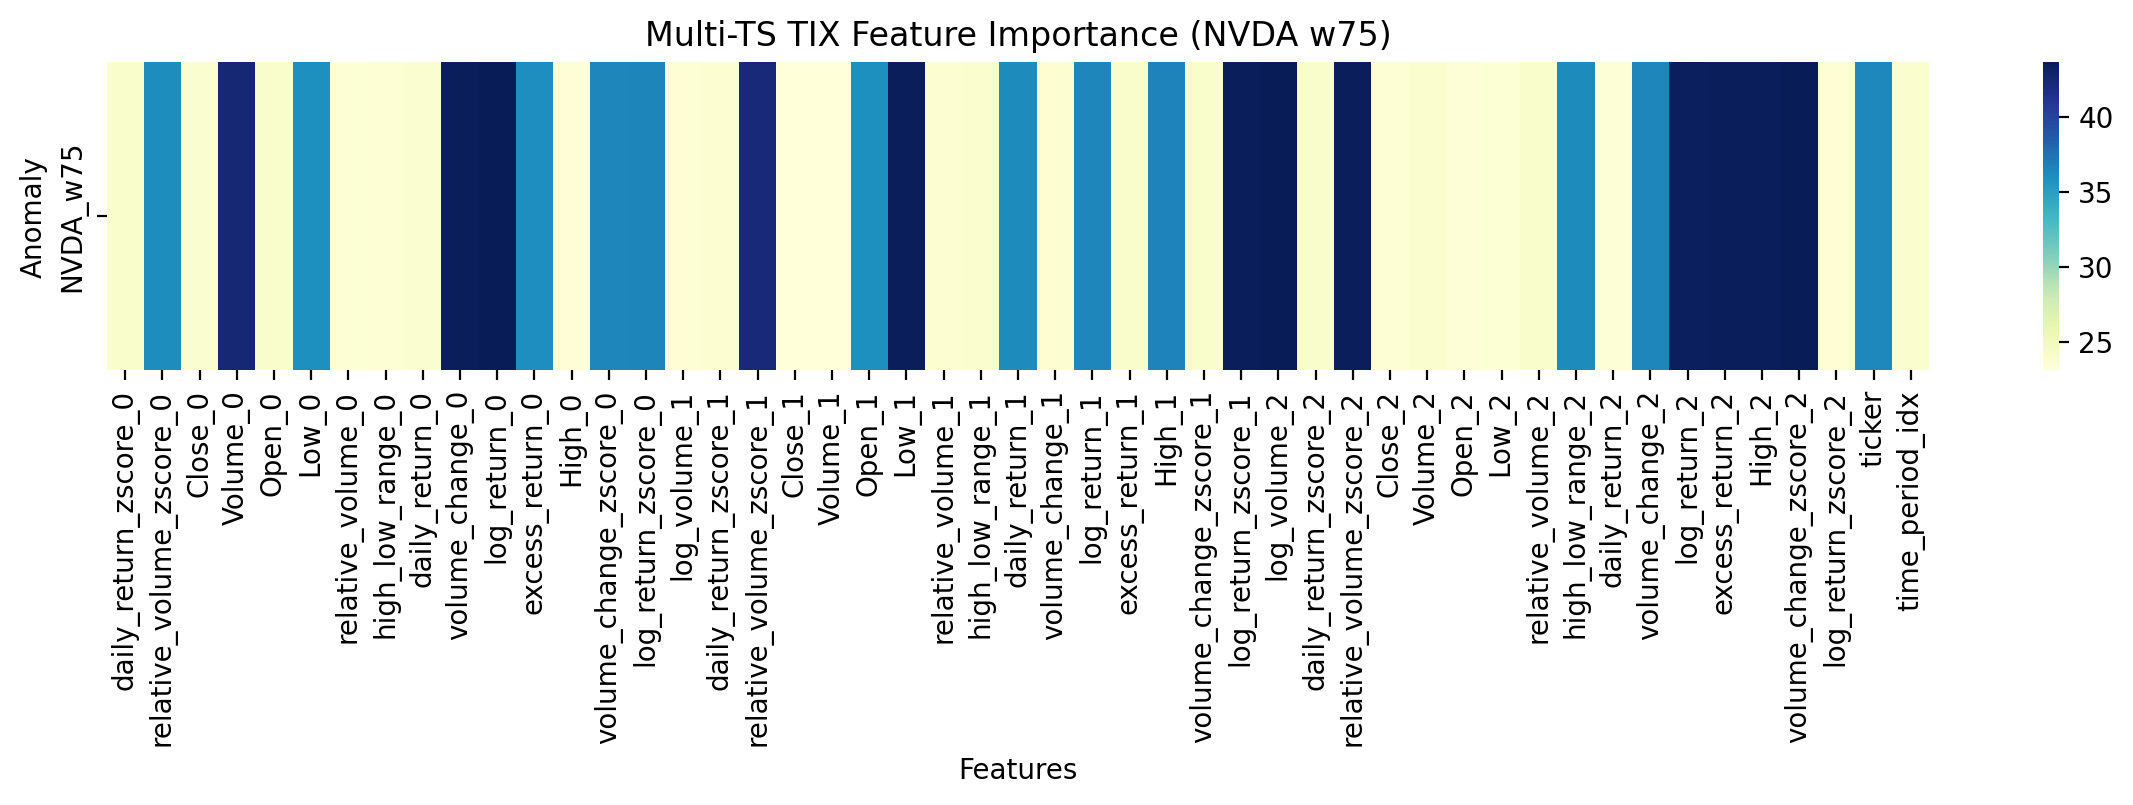 Multi-TS TIX Feature Importance (NVDA w75)
Anomaly
NVDA_w75
40
35
30
25
daily_return_zscore_0
relative_volume_zscore_0
Close_0
Volume_0
Open_0
Low_0
relative_volume_0
high_low_range_0
daily_return_0
volume_change_0
log_return_0
excess_return_0
High_0
volume_change_zscore_0
log_return_zscore_0
log_volume_1
daily_return_zscore_1
relative_volume_zscore_1
Close_1
Volume_1
Open_1
Low_1
relative_volume_1
high_low_range_1
daily_return_1
volume_change_1
log_return_1
excess_return_1
High_1
volume_change_zscore_1
log_return_zscore_1
log_volume_2
daily_return_zscore_2
relative_volume_zscore_2
Close_2
Volume_2
Open_2
Low_2
relative_volume_2
high_low_range_2
daily_return_2
volume_change_2
log_return_2
excess_return_2
High_2
volume_change_zscore_2
log_return_zscore_2
ticker
time_period_idx
Features